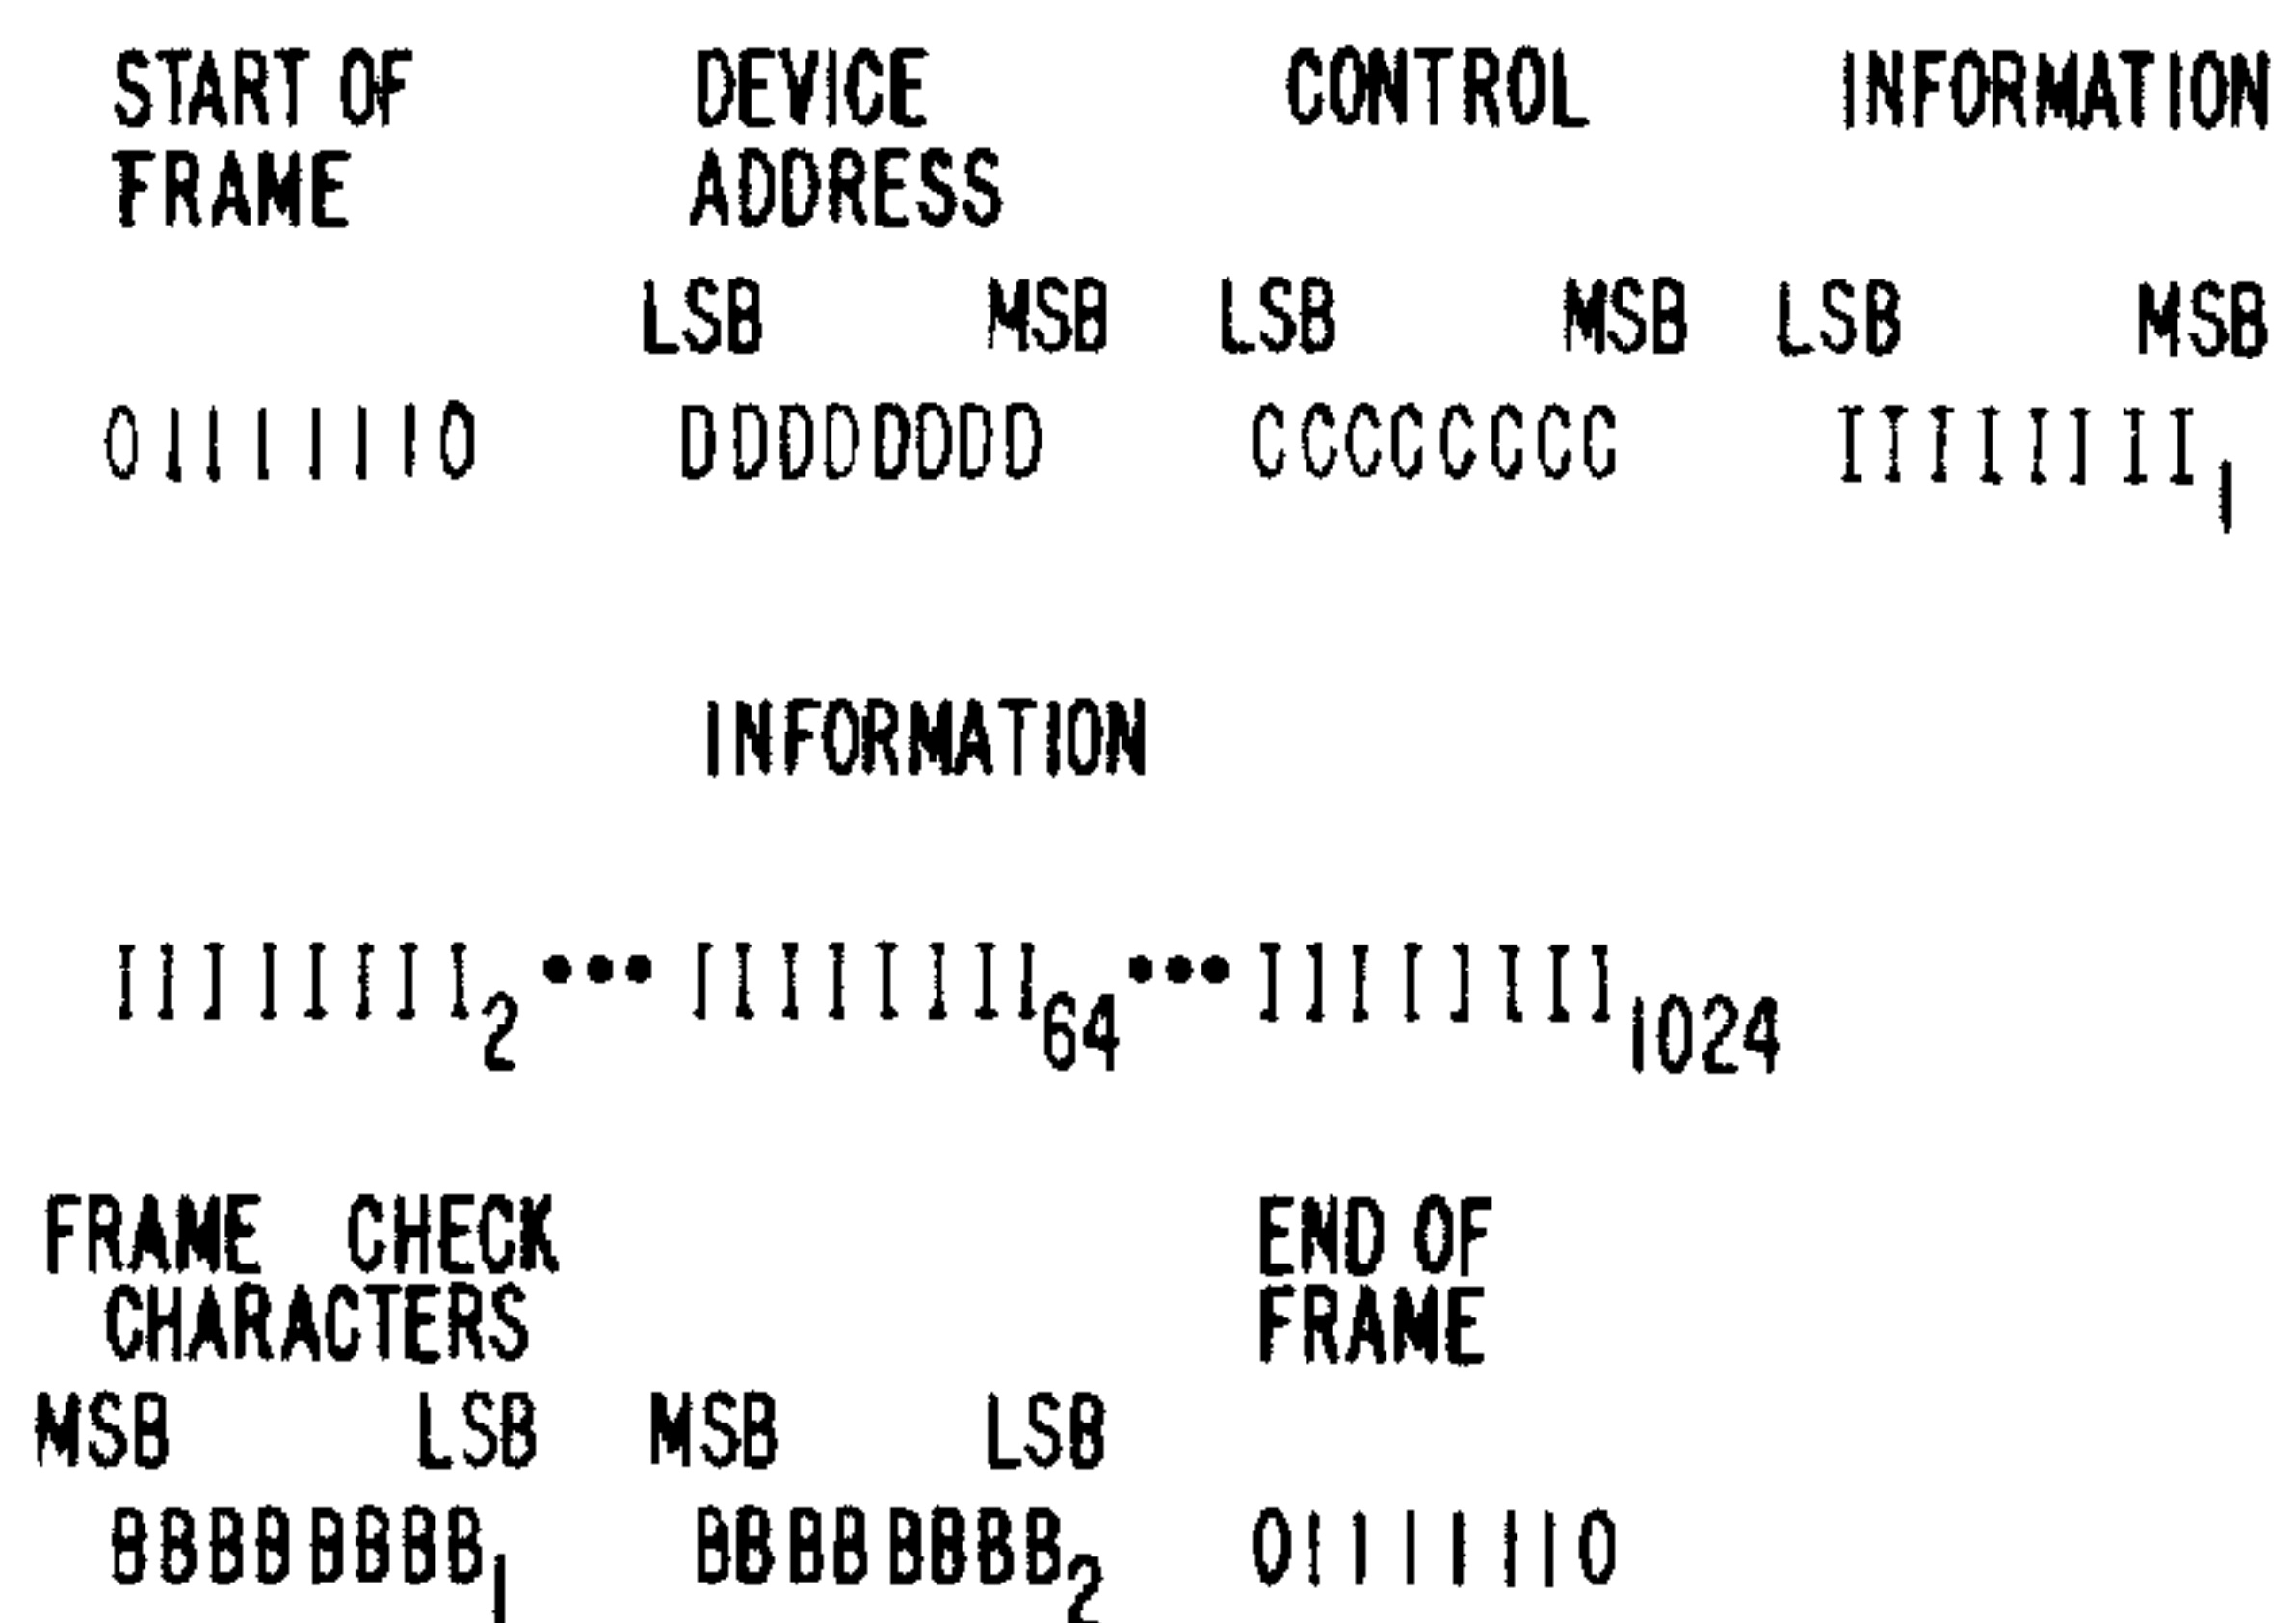 START OF DEVICE CONTROL INFORMATION
FRAME ADDRESS
LSB MSB LSB MSB LSB MSB
01111110 DDDDDDDD CCCCCCCC IIIIIIII1
INFORMATION
IIIIIIII2 ••• IIIIIIII64 ••• IIIIIIII1024
FRAME CHECK END OF
CHARACTERS FRAME
MSB LSB MSB LSB
BBBBBBBB1 BBBBBBBB2 01111110